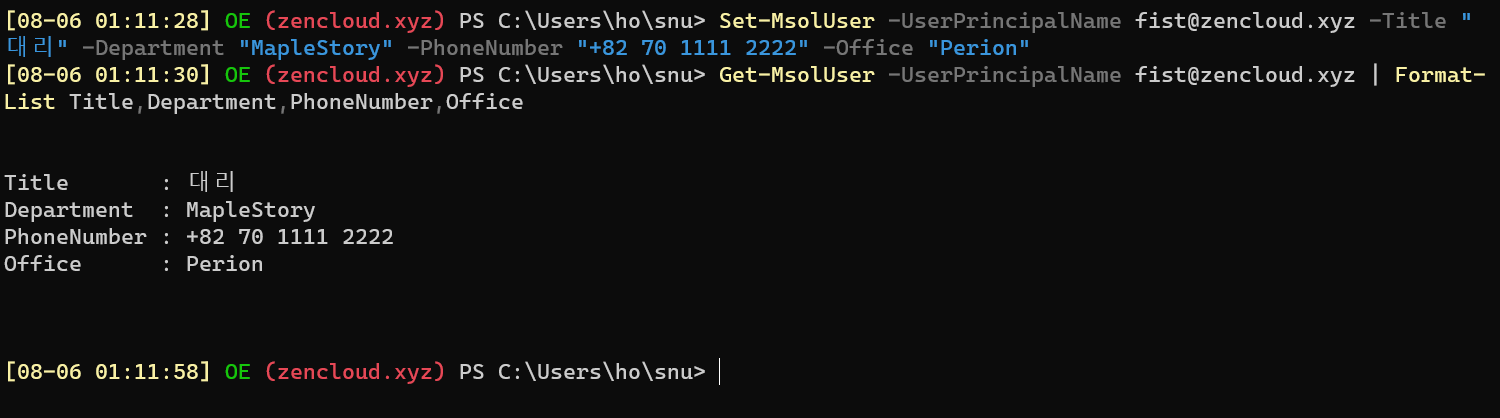 [08-06 01:11:28] OE (zencloud.xyz) PS C:\Users\ho\snu> Set-MsolUser -UserPrincipalName fist@zencloud.xyz -Title "
대리" -Department "MapleStory" -PhoneNumber "+82 70 1111 2222" -Office "Perion"
[08-06 01:11:30] OE (zencloud.xyz) PS C:\Users\ho\snu> Get-MsolUser -UserPrincipalName fist@zencloud.xyz | Format-
List Title,Department,PhoneNumber,Office
Title       : 대리
Department  : MapleStory
PhoneNumber : +82 70 1111 2222
Office      : Perion
[08-06 01:11:58] OE (zencloud.xyz) PS C:\Users\ho\snu>